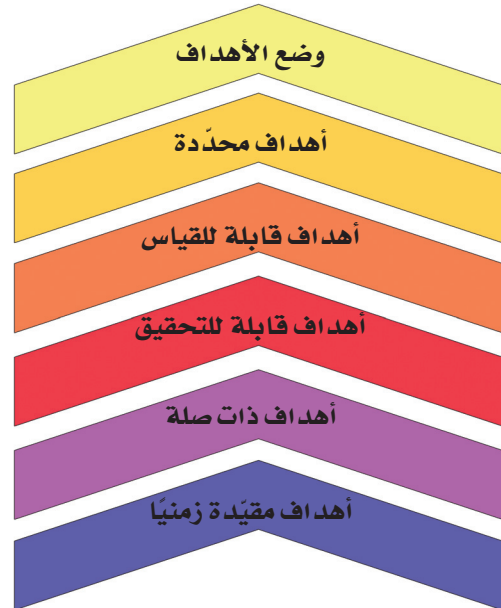 وضع الأهداف
أهداف محدّدة
أهداف قابلة للقياس
أهداف قابلة للتحقيق
أهداف ذات صلة
أهداف مقيّدة زمنيًا